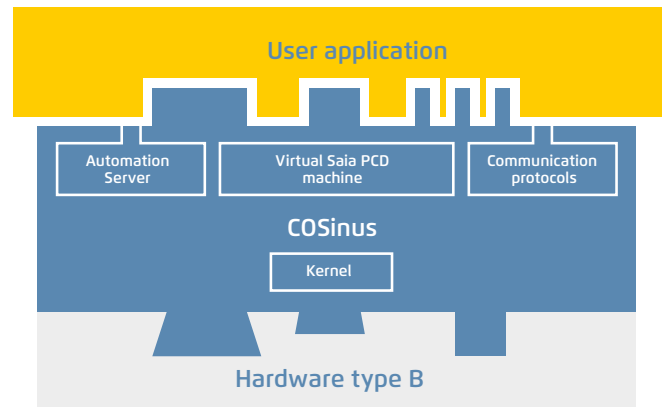 User application
Automation
Server
Virtual Saia PCD
machine
Communication
protocols
COSinus
Kernel
Hardware type B